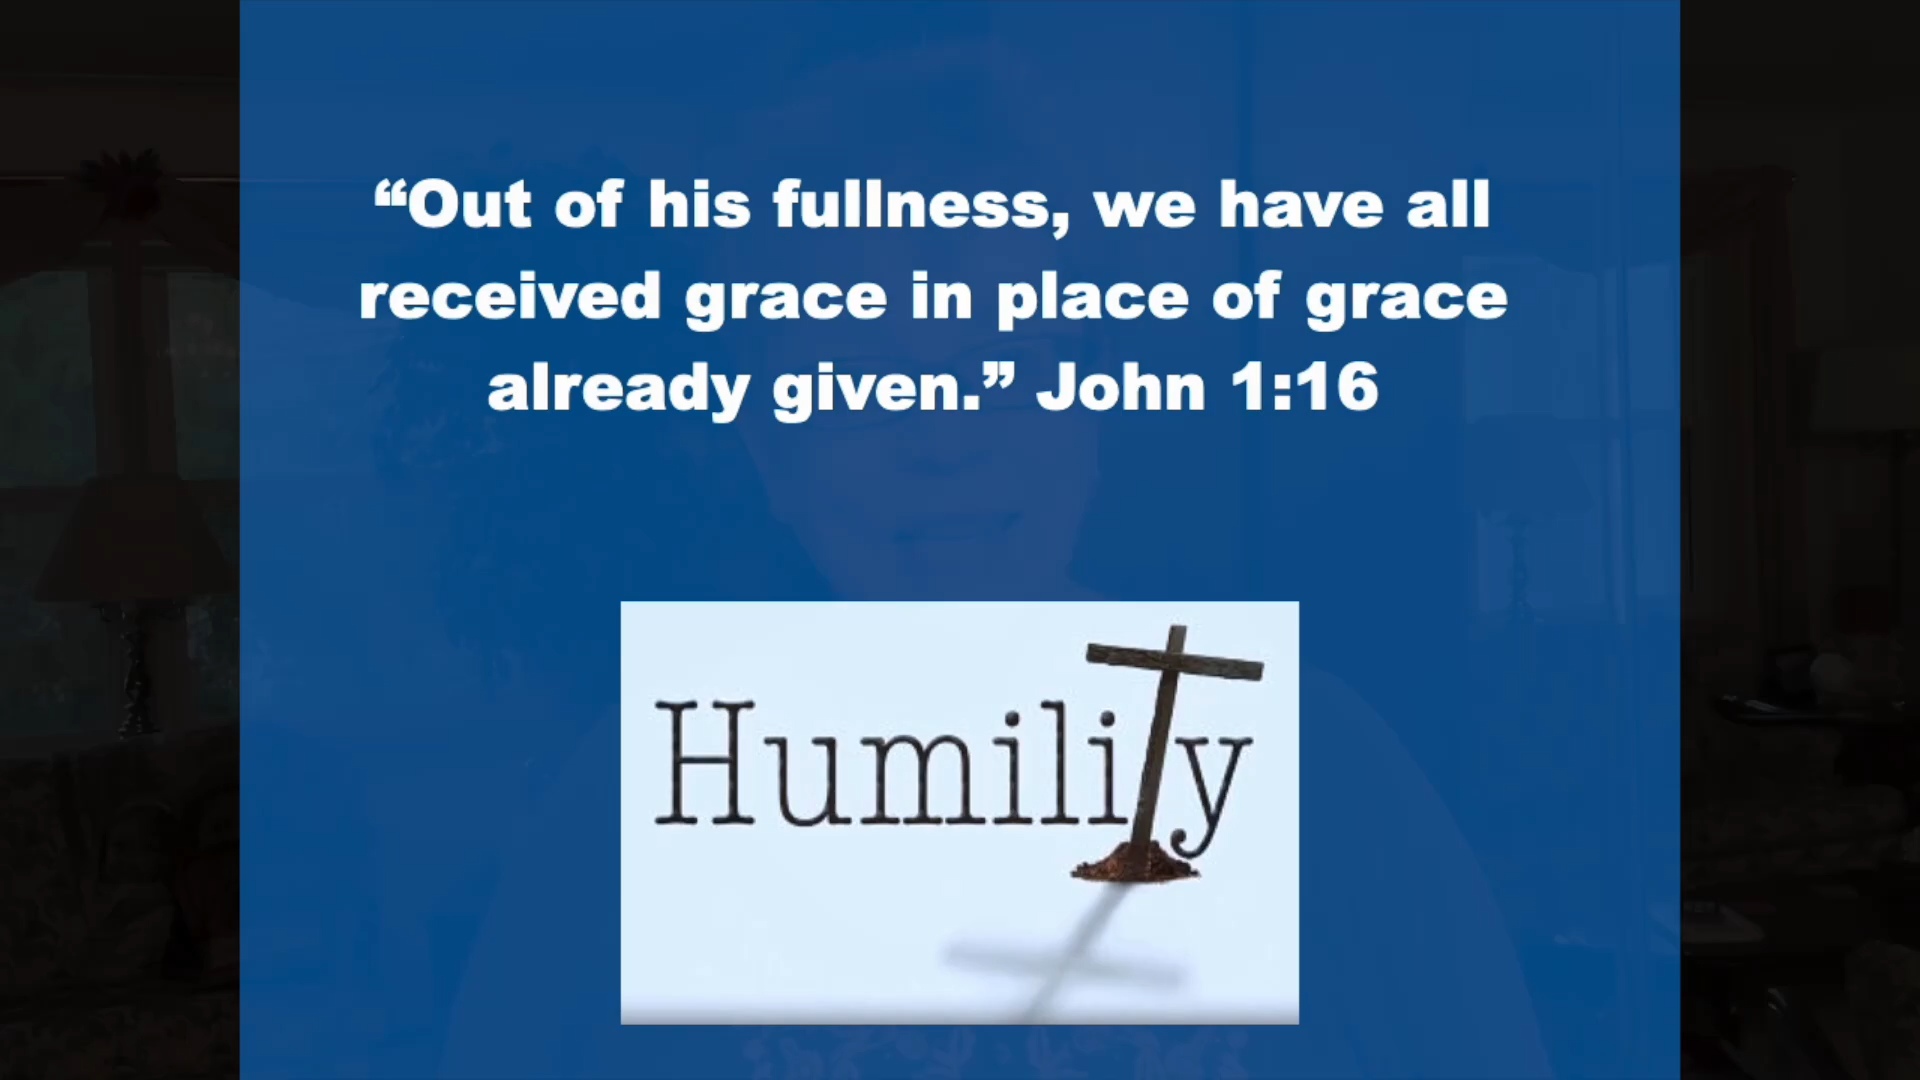 “Out of his fullness, we have all
received grace in place of grace
already given.” John 1:16
Humility